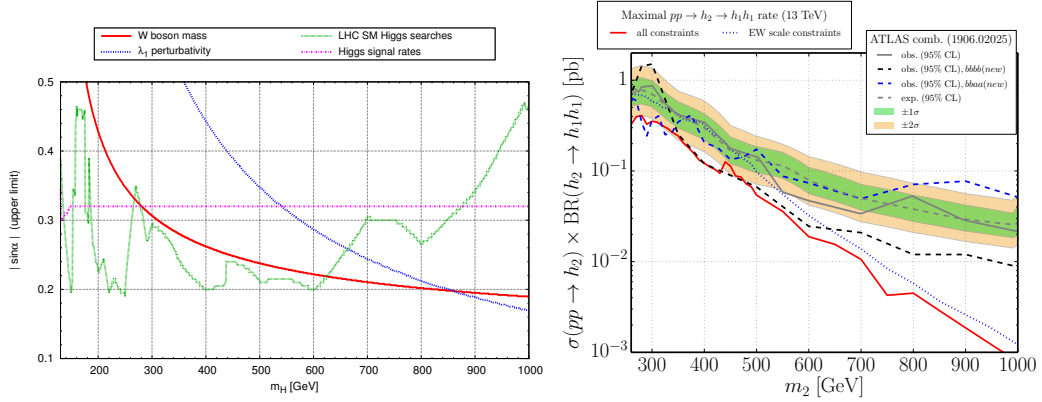 W boson mass
λ₁ perturbativity
LHC SM Higgs searches
Higgs signal rates
| sinα | (upper limit)
0.5
0.4
0.3
0.2
0.1
200 300 400 500 600 700 800 900 1000
m_H [GeV]
Maximal pp → h₂ → h₁h₁ rate (13 TeV)
all constraints
EW scale constraints
ATLAS comb. (1906.02025)
obs. (95% CL)
obs. (95% CL), bbbb(new)
obs. (95% CL), bbaa(new)
exp. (95% CL)
±1σ
±2σ
σ(pp → h₂) × BR(h₂ → h₁h₁) [pb]
1
10⁻¹
10⁻²
10⁻³
300 400 500 600 700 800 900 1000
m₂ [GeV]